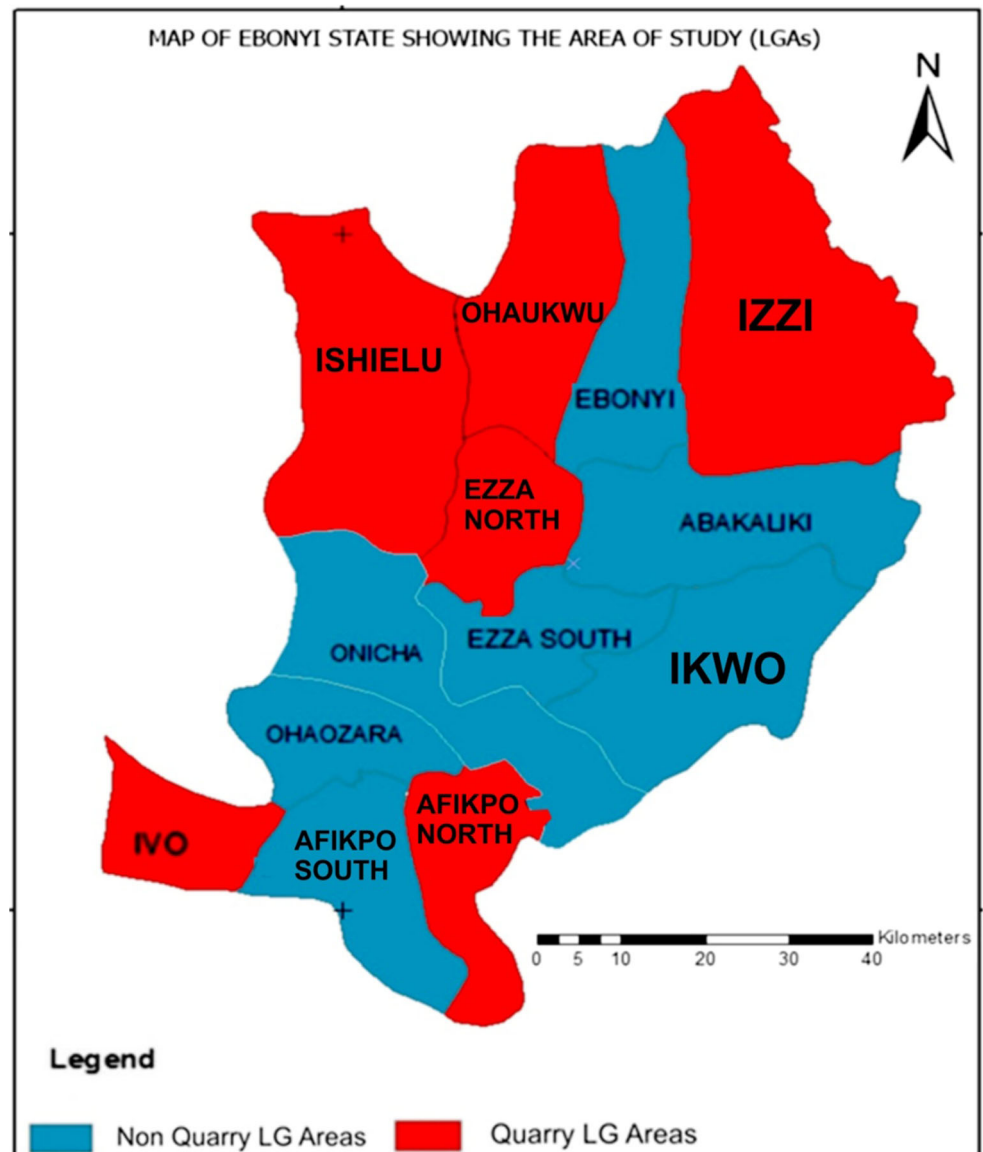 MAP OF EBONYI STATE SHOWING THE AREA OF STUDY (LGAs)
N
IZZI
OHAUKWU
ISHIELU
EBONYI
EZZA
NORTH
ABAKALIKI
EZZA SOUTH
ONICHA
IKWO
OHAOZARA
AFIKPO
NORTH
IVO
AFIKPO
SOUTH
Kilometers
0 5 10 20 30 40
Legend
Non Quarry LG Areas
Quarry LG Areas